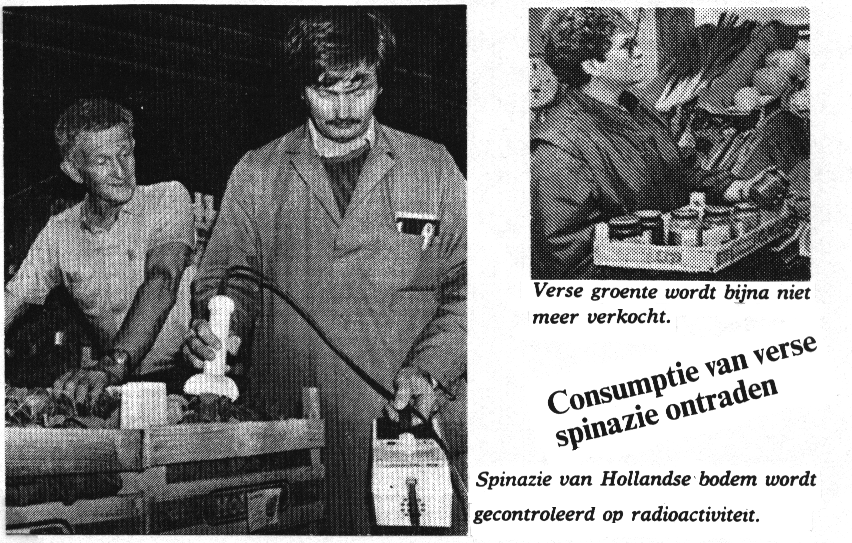 Verse groente wordt bijna niet
meer verkocht.
Consumptie van verse
spinazie ontraden
Spinazie van Hollandse bodem wordt
gecontroleerd op radioactiviteit.